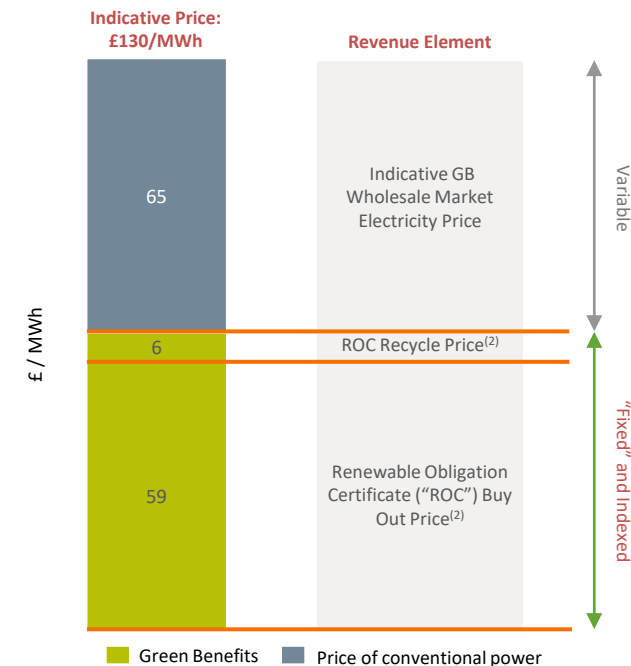 Indicative Price:
£130/MWh
Revenue Element
65
Indicative GB
Wholesale Market
Electricity Price
Variable
£ / MWh
6
ROC Recycle Price(2)
59
Renewable Obligation
Certificate (“ROC”) Buy
Out Price(2)
“Fixed” and Indexed
Green Benefits
Price of conventional power